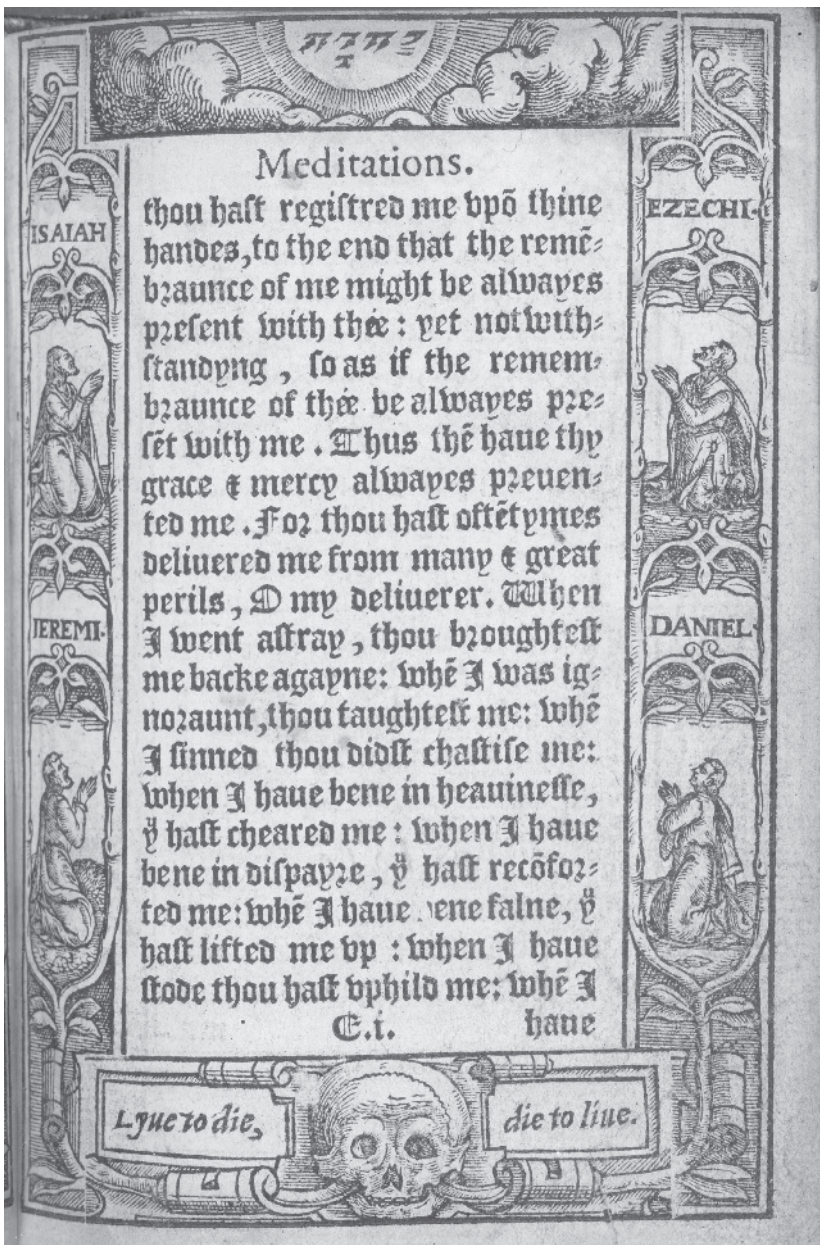 יהוה
Meditations.
thou hast registred me vpō thine
handes, to the end that the remē-
braunce of me might be alwayes
present with thée : yet notwith-
standyng , so as if the remem-
braunce of thée be alwayes pre-
sēt with me . Thus thē haue thy
grace & mercy alwayes preuen-
ted me . For thou hast oftētymes
deliuered me from many & great
perils , O my deliuerer. When
I went astray , thou broughtest
me backe agayne: whē I was ig-
noraunt, thou taughtest me: whē
I sinned thou didst chastise me:
when I haue bene in heauinesse,
yͧ hast cheared me : when I haue
bene in dispayre , yͧ hast recōfor-
ted me: whē I haue bene falne, yͧ
hast lifted me vp : when I haue
stode thou hast vphild me: whē I
E.i. haue
ISAIAH
JEREMI.
EZECHI.
DANIEL.
Lyue to die,
die to liue.